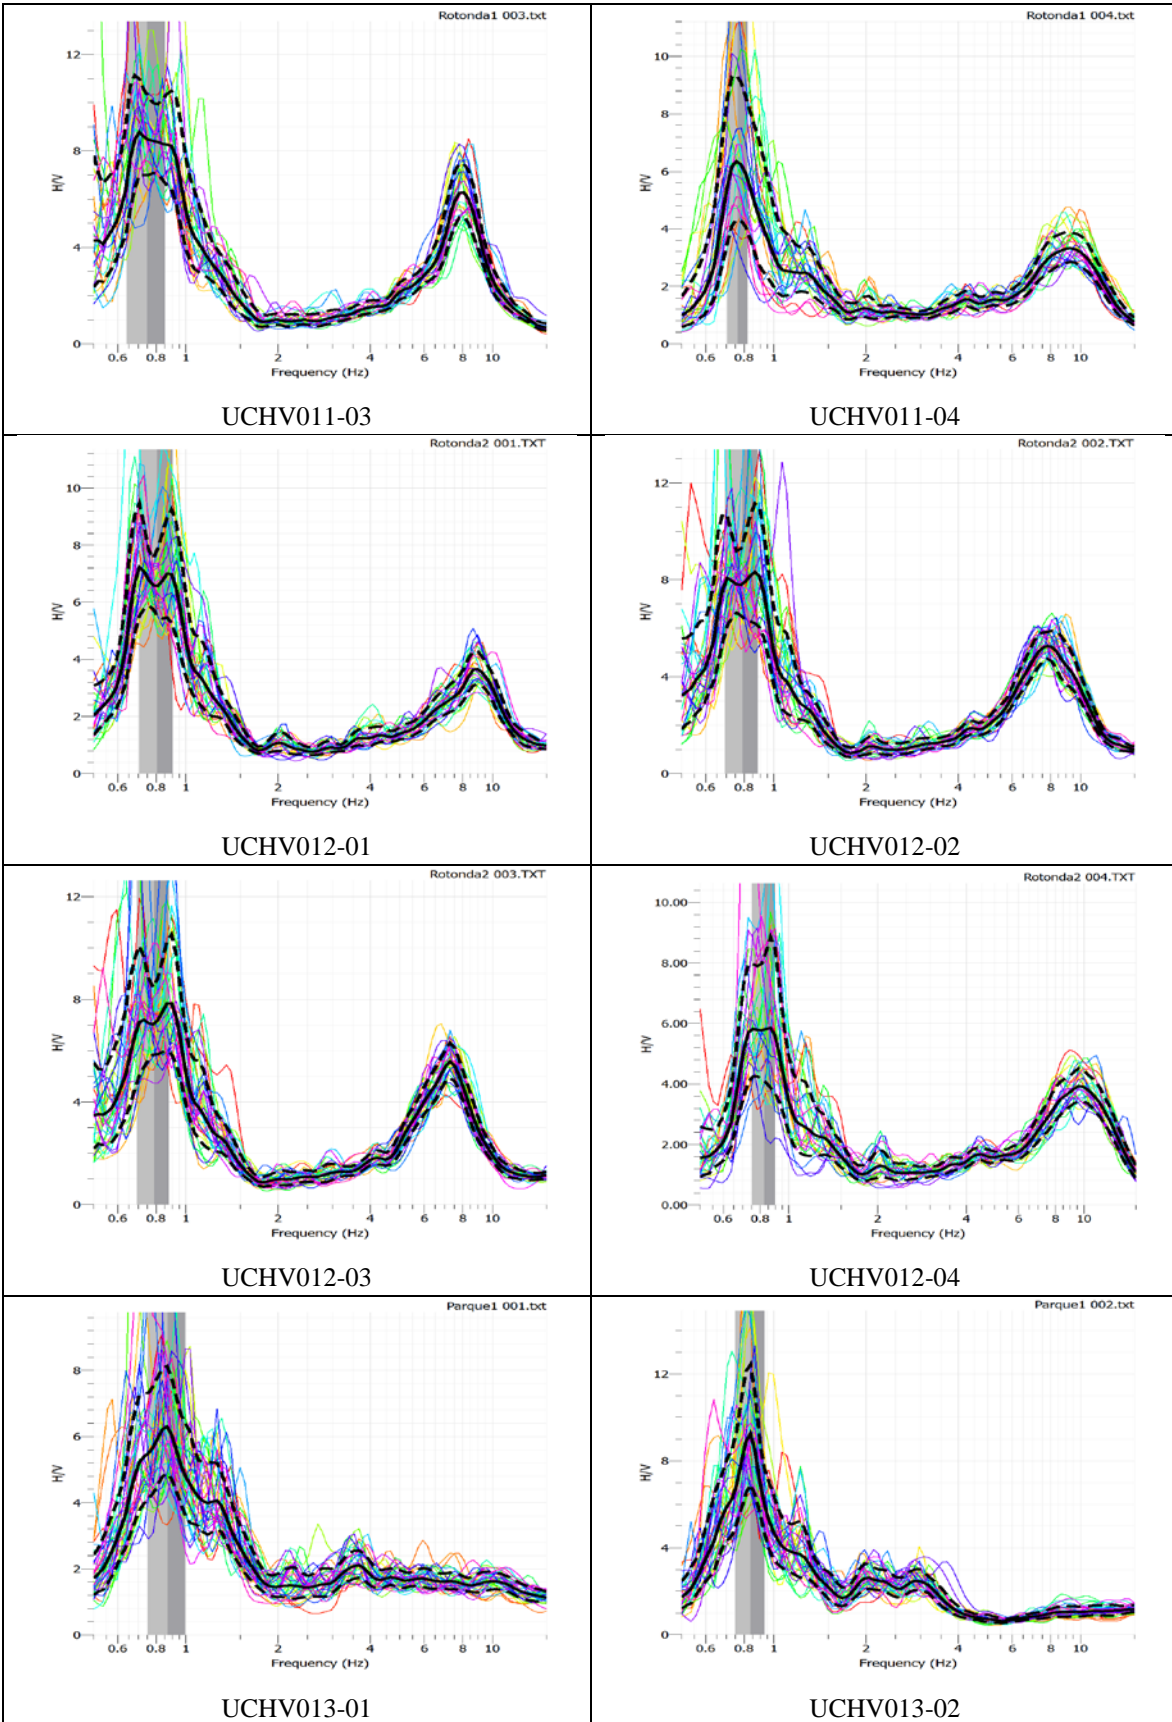 Rotonda1 003.txt
12
8
4
0
H/V
0.6 0.8 1 2 4 6 8 10
Frequency (Hz)
UCHV011-03
Rotonda1 004.txt
10
8
6
4
2
0
H/V
0.6 0.8 1 2 4 6 8 10
Frequency (Hz)
UCHV011-04
Rotonda2 001.TXT
10
8
6
4
2
0
H/V
0.6 0.8 1 2 4 6 8 10
Frequency (Hz)
UCHV012-01
Rotonda2 002.TXT
12
8
4
0
H/V
0.6 0.8 1 2 4 6 8 10
Frequency (Hz)
UCHV012-02
Rotonda2 003.TXT
12
8
4
0
H/V
0.6 0.8 1 2 4 6 8 10
Frequency (Hz)
UCHV012-03
Rotonda2 004.TXT
10.00
8.00
6.00
4.00
2.00
0.00
H/V
0.6 0.8 1 2 4 6 8 10
Frequency (Hz)
UCHV012-04
Parque1 001.txt
8
6
4
2
0
H/V
0.6 0.8 1 2 4 6 8 10
Frequency (Hz)
UCHV013-01
Parque1 002.txt
12
8
4
0
H/V
0.6 0.8 1 2 4 6 8 10
Frequency (Hz)
UCHV013-02